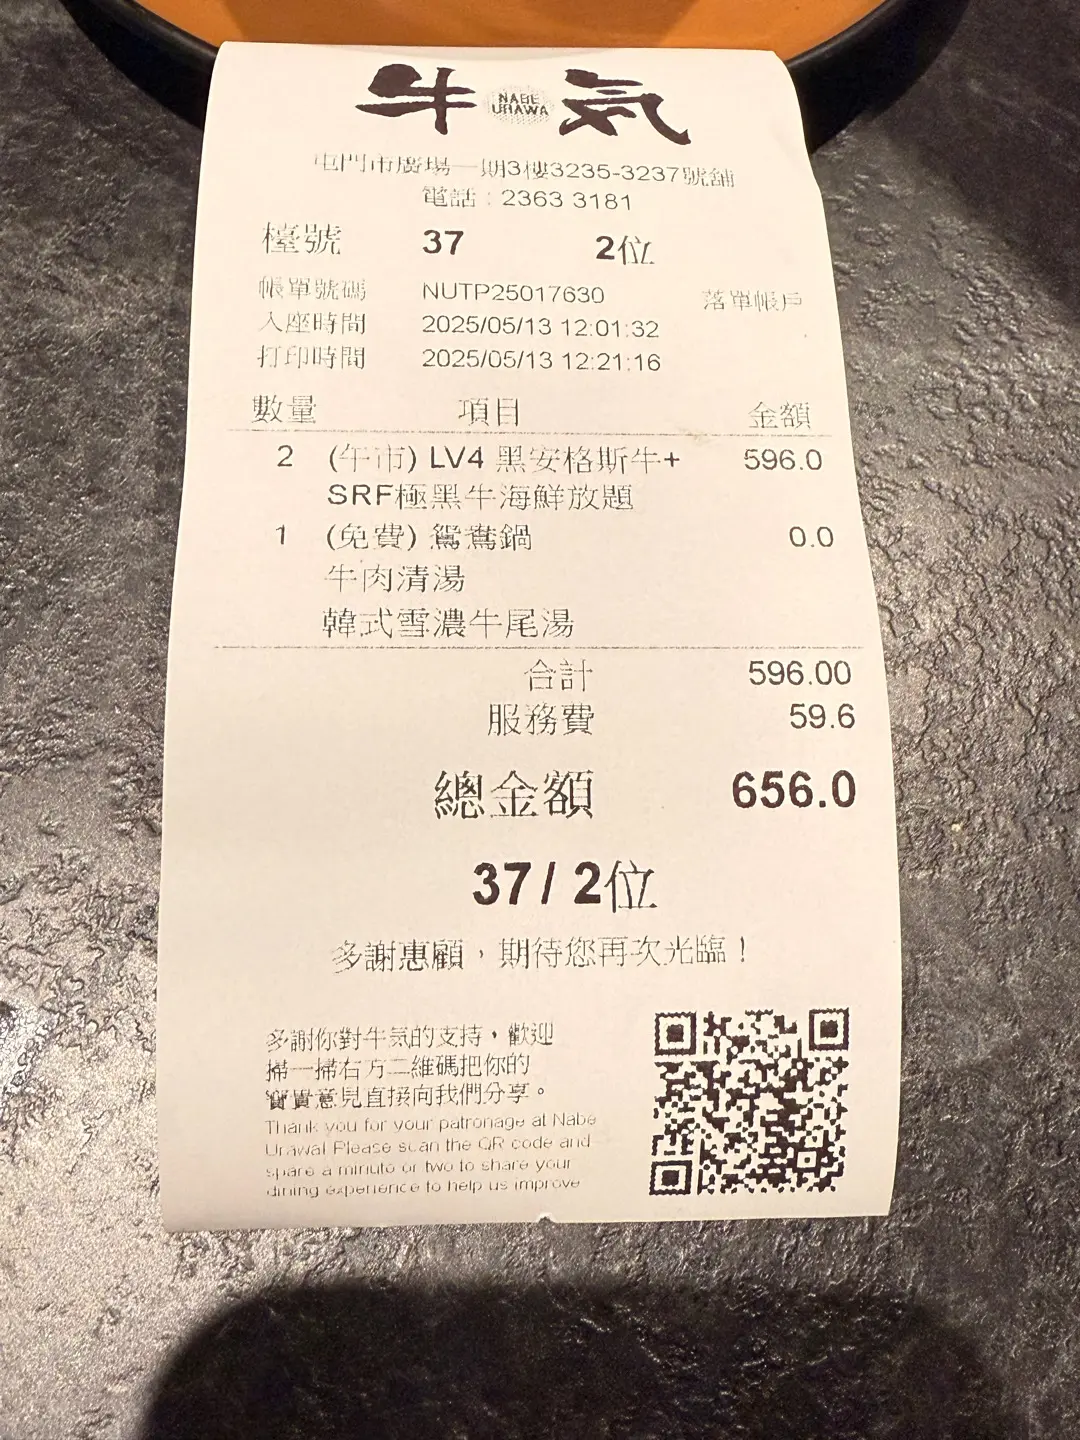 牛 NABE URAWA 気
屯門市廣場一期3樓3235-3237號舖
電話：2363 3181
檯號 37 2位
帳單號碼 NUTP25017630 落單帳戶
入座時間 2025/05/13 12:01:32
打印時間 2025/05/13 12:21:16
數量 項目 金額
2 (午市) LV4 黑安格斯牛+ 596.0
SRF極黑牛海鮮放題
1 (免費) 鴛鴦鍋 0.0
牛肉清湯
韓式雪濃牛尾湯
合計 596.00
服務費 59.6
總金額 656.0
37/ 2位
多謝惠顧，期待您再次光臨！
多謝你對牛気的支持，歡迎
掃一掃右方二維碼把你的
寶貴意見直接向我們分享。
Thank you for your patronage at Nabe
Urawa! Please scan the QR code and
spare a minute or two to share your
dining experience to help us improve